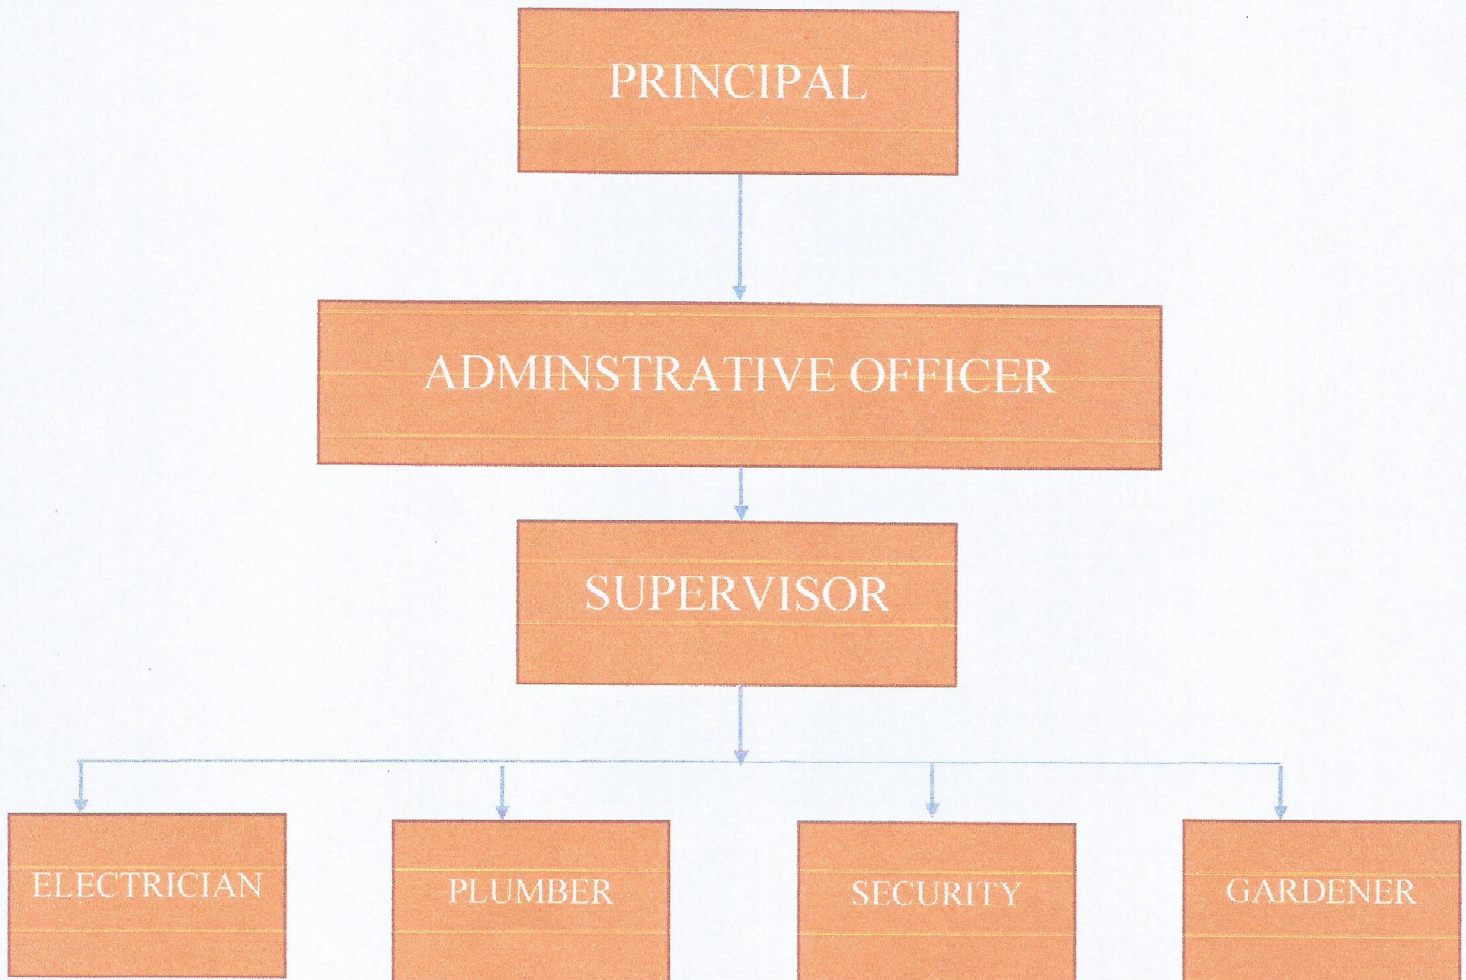 PRINCIPAL
ADMINSTRATIVE OFFICER
SUPERVISOR
ELECTRICIAN
PLUMBER
SECURITY
GARDENER